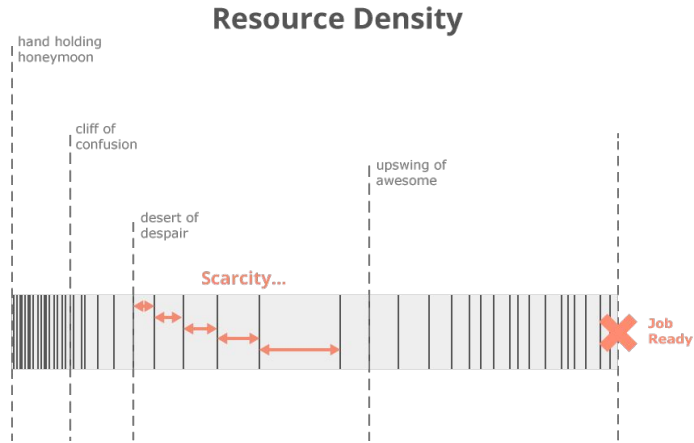 Resource Density
hand holding
honeymoon
cliff of
confusion
upswing of
awesome
desert of
despair
Scarcity...
Job
Ready